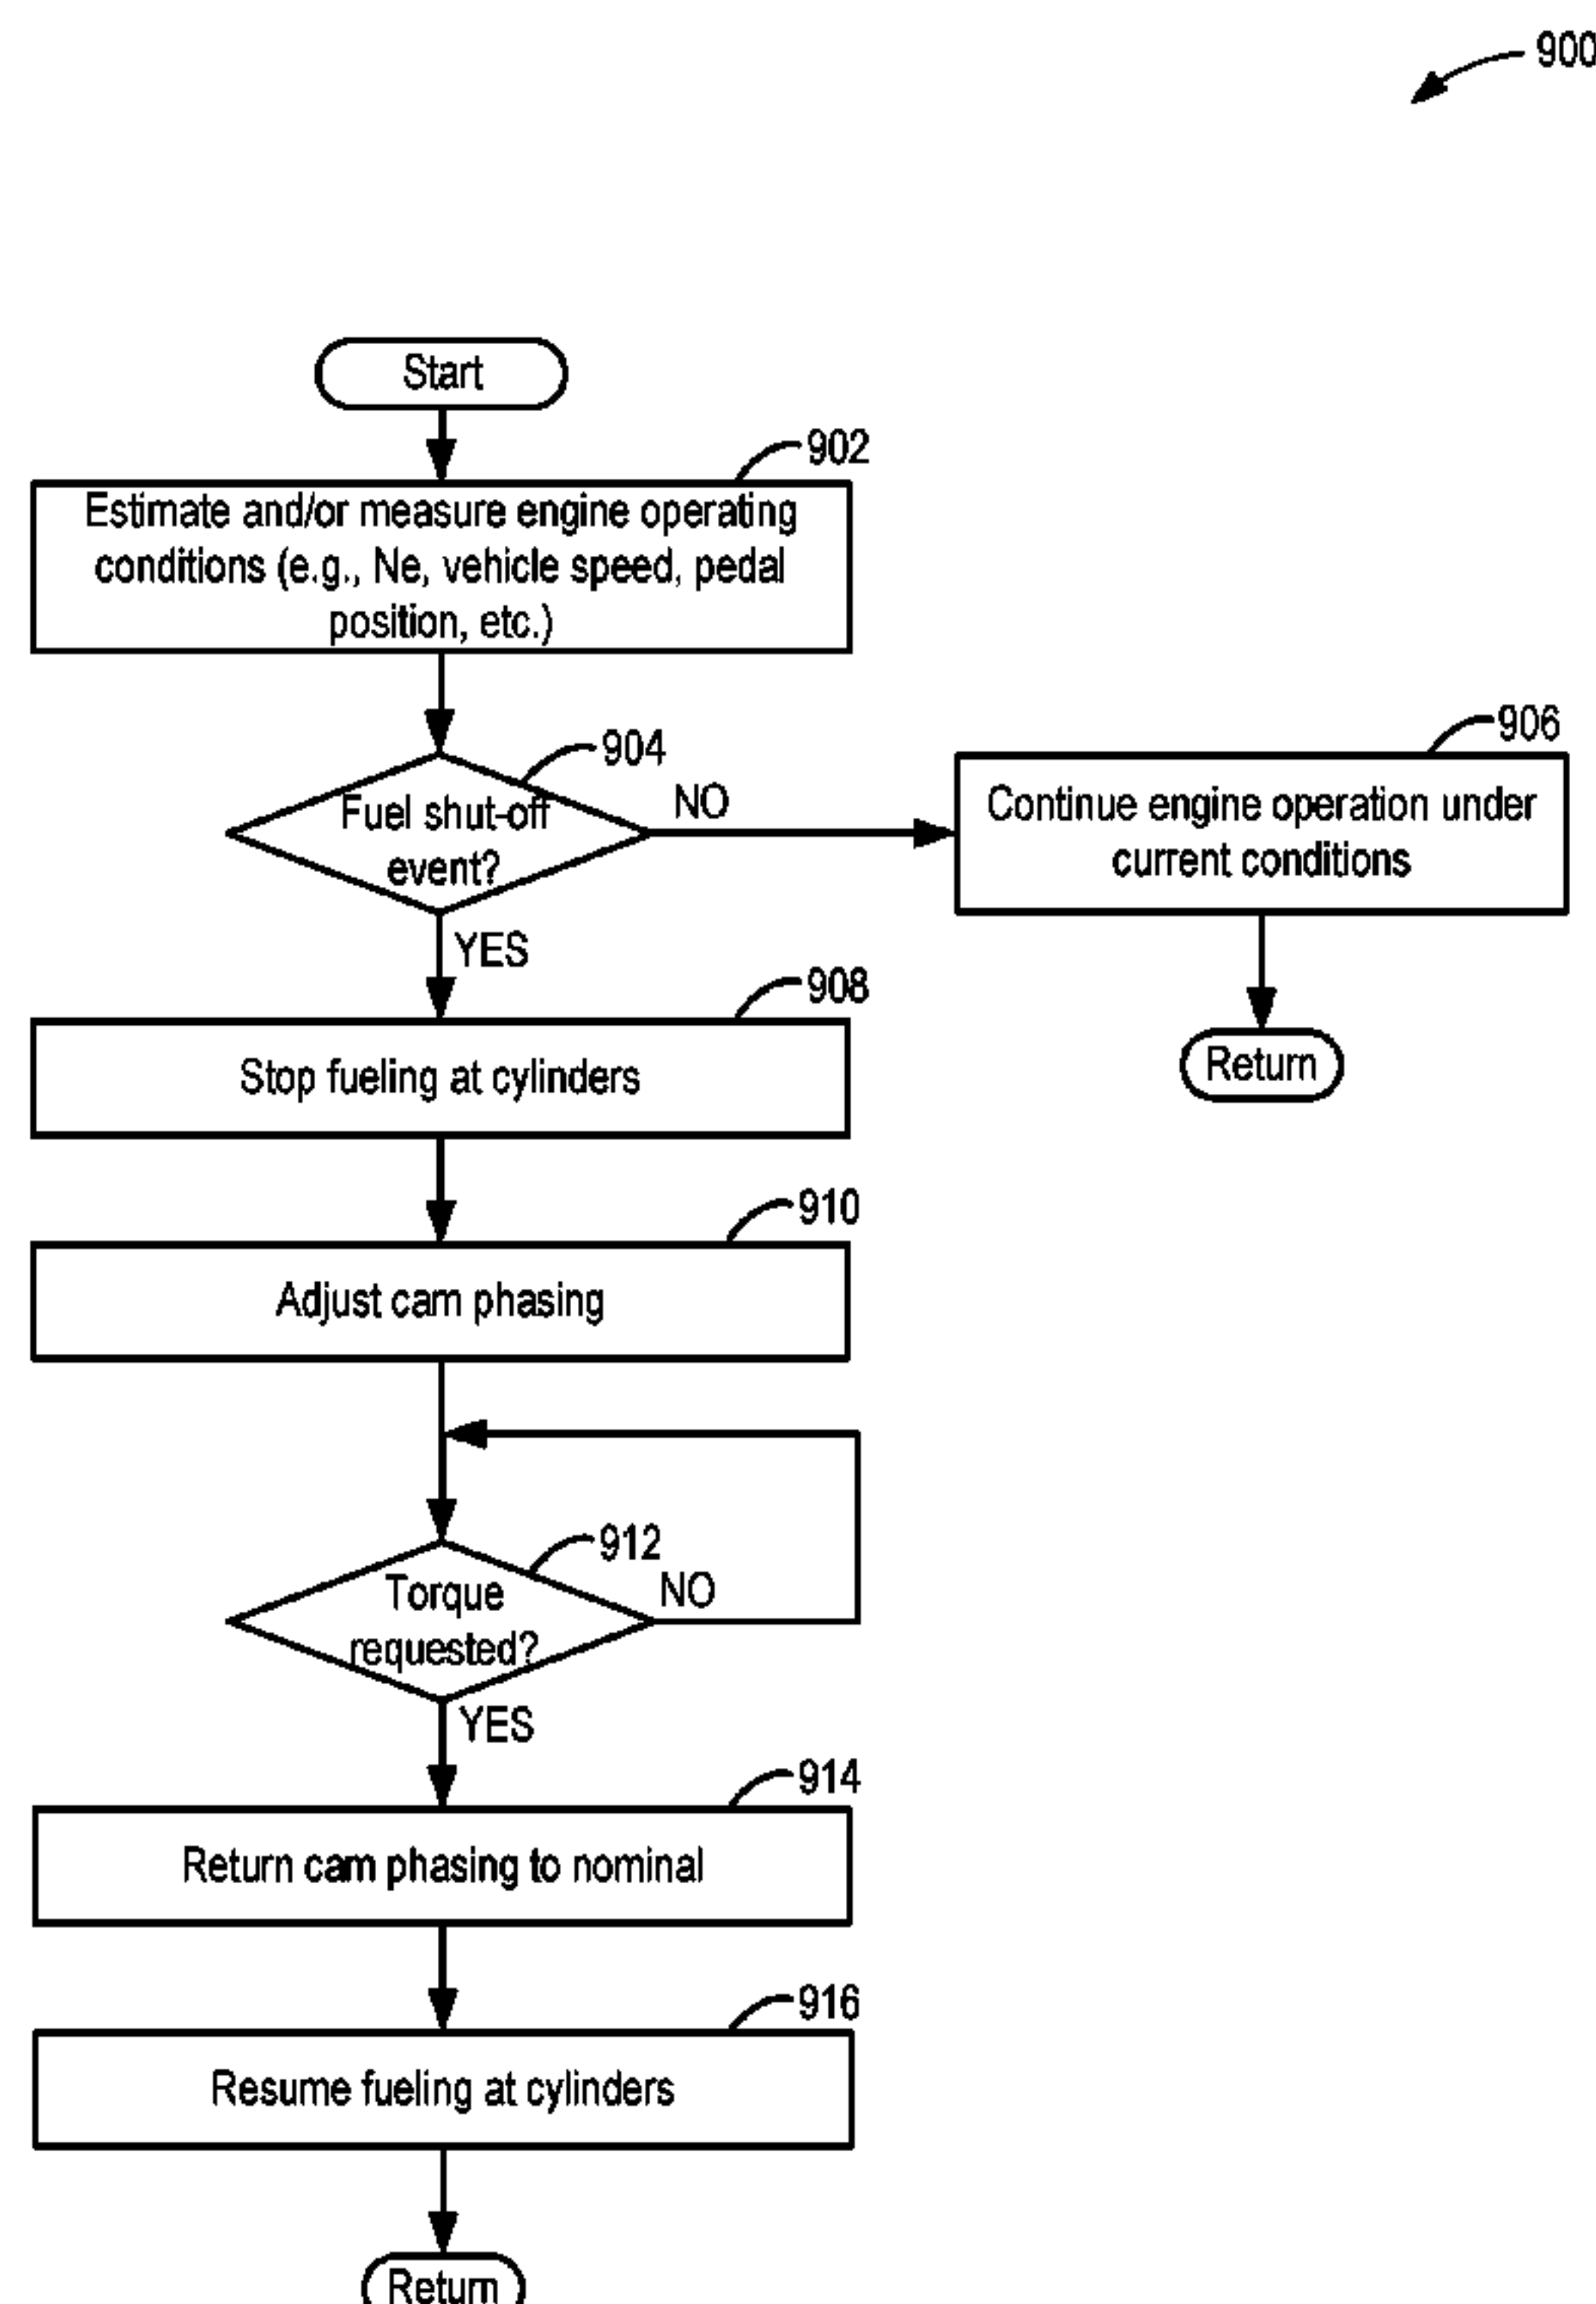 900
Start
902
Estimate and/or measure engine operating
conditions (e.g., Ne, vehicle speed, pedal
position, etc.)
904
Fuel shut-off
event?
NO
906
Continue engine operation under
current conditions
YES
Return
908
Stop fueling at cylinders
910
Adjust cam phasing
912
Torque
requested?
NO
YES
914
Return cam phasing to nominal
916
Resume fueling at cylinders
Return